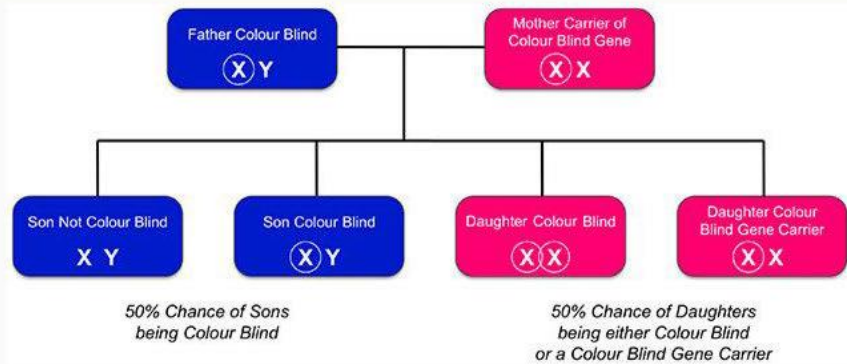 Father Colour Blind
X Y
Mother Carrier of
Colour Blind Gene
X X
Son Not Colour Blind
X Y
Son Colour Blind
X Y
Daughter Colour Blind
X X
Daughter Colour
Blind Gene Carrier
X X
50% Chance of Sons
being Colour Blind
50% Chance of Daughters
being either Colour Blind
or a Colour Blind Gene Carrier